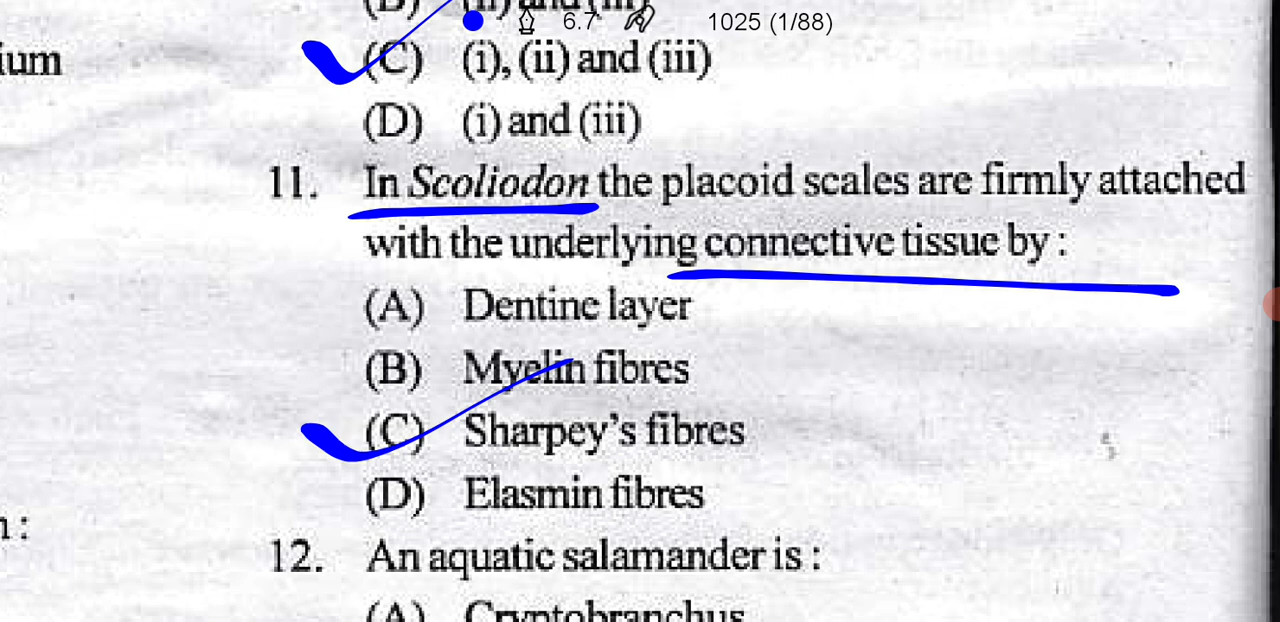 6.7 1025 (1/88)
ium (C) (i), (ii) and (iii)
(D) (i) and (iii)
11. In Scoliodon the placoid scales are firmly attached
with the underlying connective tissue by :
(A) Dentine layer
(B) Myelin fibres
(C) Sharpey's fibres
(D) Elasmin fibres
12. An aquatic salamander is :
(A) Cryptobranchus